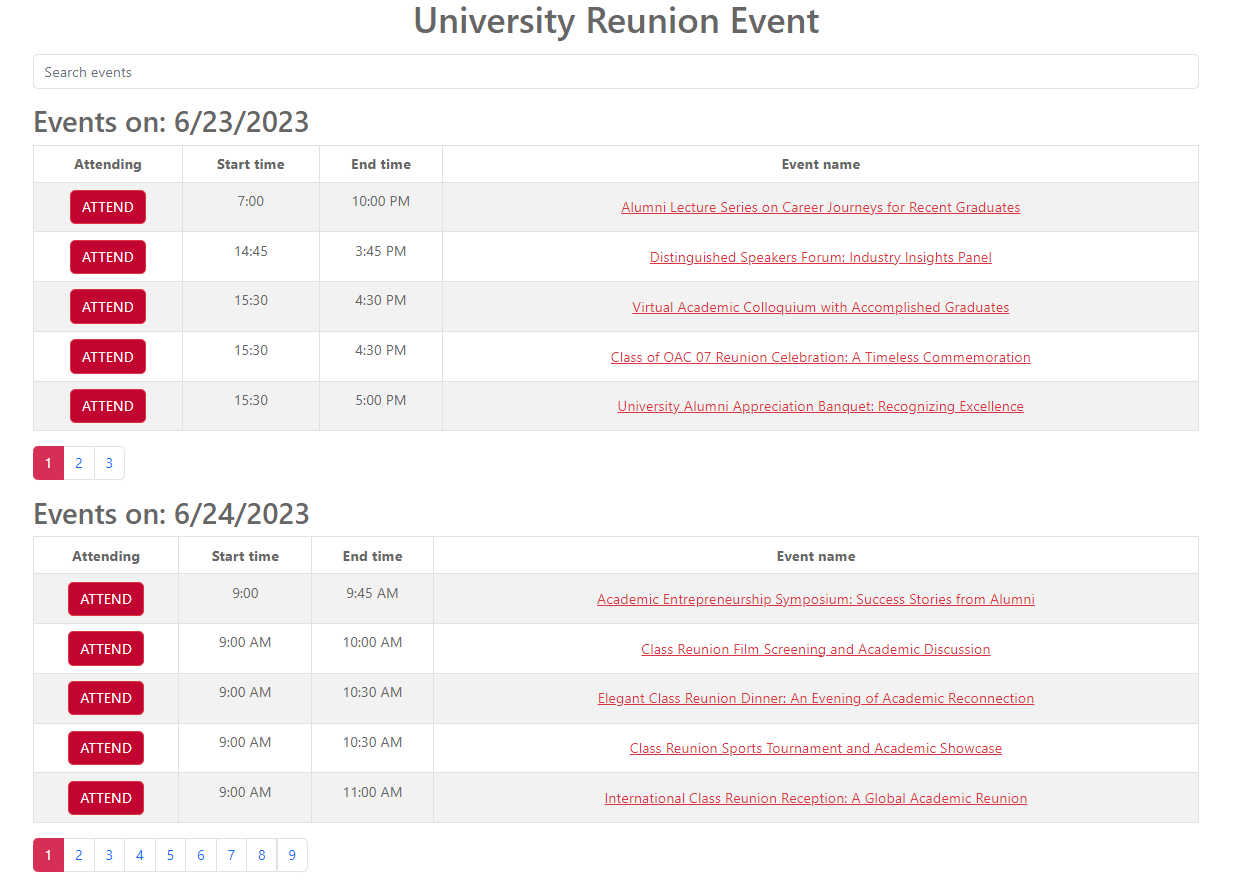 University Reunion Event
Search events
Events on: 6/23/2023
Attending Start time End time Event name
ATTEND 7:00 10:00 PM Alumni Lecture Series on Career Journeys for Recent Graduates
ATTEND 14:45 3:45 PM Distinguished Speakers Forum: Industry Insights Panel
ATTEND 15:30 4:30 PM Virtual Academic Colloquium with Accomplished Graduates
ATTEND 15:30 4:30 PM Class of OAC 07 Reunion Celebration: A Timeless Commemoration
ATTEND 15:30 5:00 PM University Alumni Appreciation Banquet: Recognizing Excellence
1 2 3
Events on: 6/24/2023
Attending Start time End time Event name
ATTEND 9:00 9:45 AM Academic Entrepreneurship Symposium: Success Stories from Alumni
ATTEND 9:00 AM 10:00 AM Class Reunion Film Screening and Academic Discussion
ATTEND 9:00 AM 10:30 AM Elegant Class Reunion Dinner: An Evening of Academic Reconnection
ATTEND 9:00 AM 10:30 AM Class Reunion Sports Tournament and Academic Showcase
ATTEND 9:00 AM 11:00 AM International Class Reunion Reception: A Global Academic Reunion
1 2 3 4 5 6 7 8 9